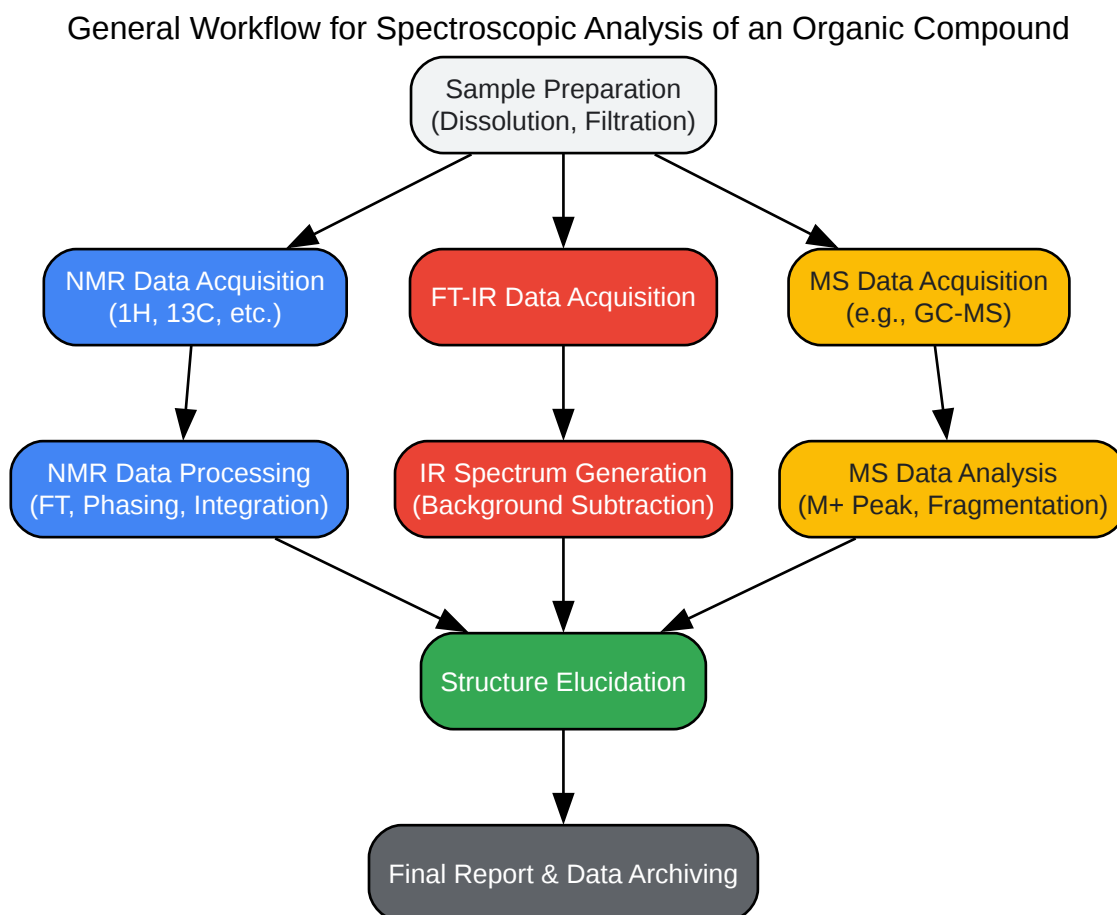 General Workflow for Spectroscopic Analysis of an Organic Compound
Sample Preparation
(Dissolution, Filtration)
NMR Data Acquisition
(1H, 13C, etc.)
FT-IR Data Acquisition
MS Data Acquisition
(e.g., GC-MS)
NMR Data Processing
(FT, Phasing, Integration)
IR Spectrum Generation
(Background Subtraction)
MS Data Analysis
(M+ Peak, Fragmentation)
Structure Elucidation
Final Report & Data Archiving